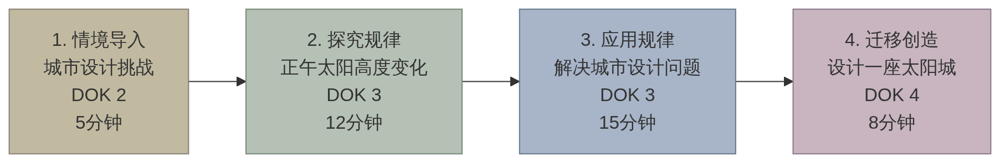 1. 情境导入
城市设计挑战
DOK 2
5分钟
2. 探究规律
正午太阳高度变化
DOK 3
12分钟
3. 应用规律
解决城市设计问题
DOK 3
15分钟
4. 迁移创造
设计一座太阳城
DOK 4
8分钟